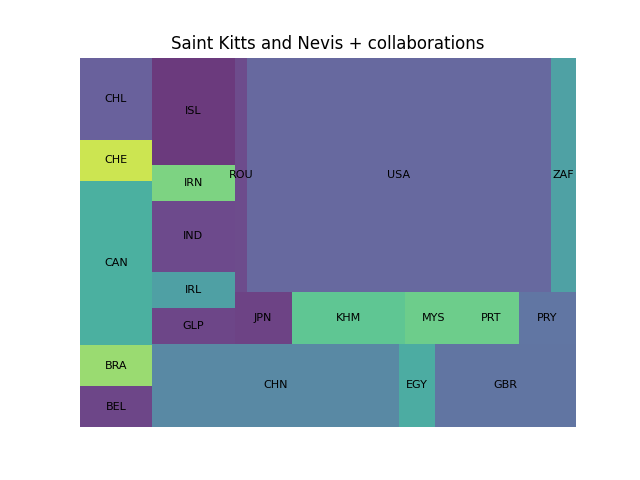 Saint Kitts and Nevis + collaborations
CHL
ISL
CHE
IRN
ROU
USA
ZAF
IND
CAN
IRL
GLP
JPN
KHM
MYS
PRT
PRY
BRA
BEL
CHN
EGY
GBR